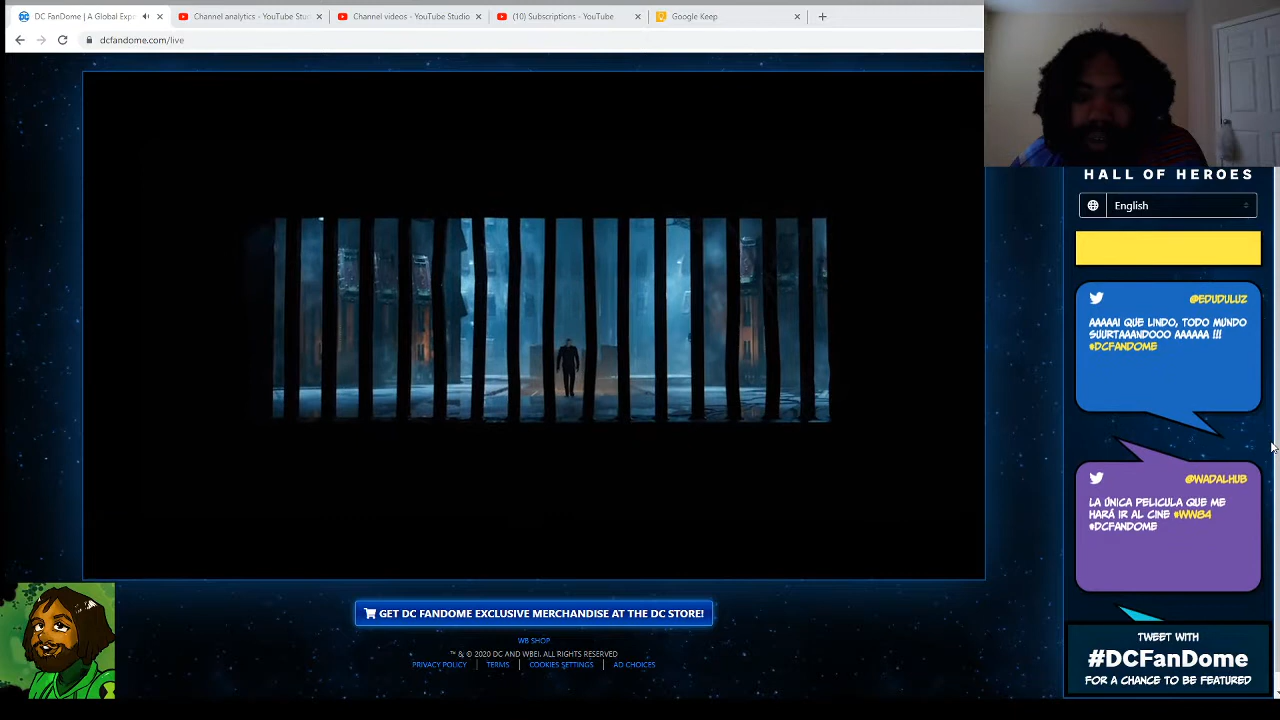 DC FanDome | A Global Expe
Channel analytics - YouTube Stud
Channel videos - YouTube Studio
(10) Subscriptions - YouTube
Google Keep
dcfandome.com/live
HALL OF HEROES
English
@EDUDULUZ
AAAAAI QUE LINDO, TODO MUNDO
SUURTAAANDOOO AAAAAA !!!
#DCFANDOME
@WADALHUB
LA ÚNICA PELICULA QUE ME
HARÁ IR AL CINE #WW84
#DCFANDOME
TWEET WITH
#DCFanDome
FOR A CHANCE TO BE FEATURED
GET DC FANDOME EXCLUSIVE MERCHANDISE AT THE DC STORE!
WB SHOP
™ & © 2020 DC AND WBEI. ALL RIGHTS RESERVED
PRIVACY POLICY | TERMS | COOKIES SETTINGS | AD CHOICES